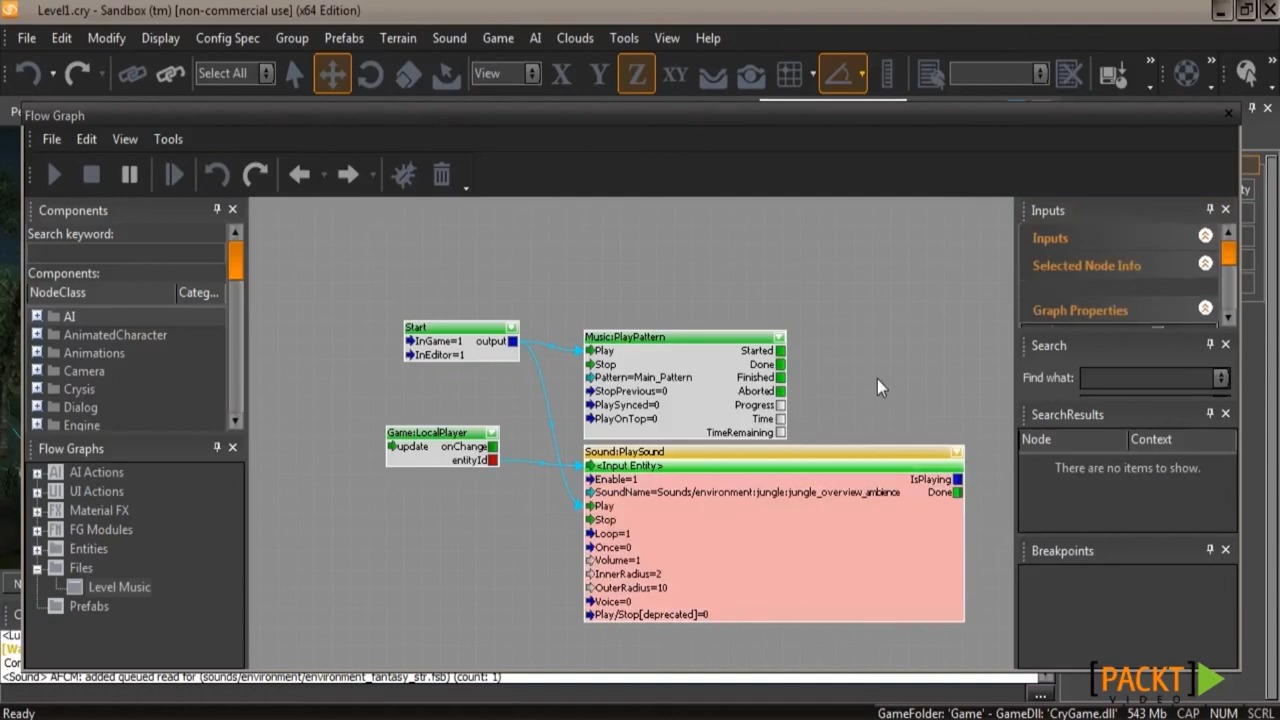 Level1.cry - Sandbox (tm) [non-commercial use] (x64 Edition)
File Edit Modify Display Config Spec Group Prefabs Terrain Sound Game AI Clouds Tools View Help
Select All View X Y Z XY
Flow Graph
File Edit View Tools
Components
Search keyword:
Components:
NodeClass Categ...
AI
AnimatedCharacter
Animations
Camera
Crysis
Dialog
Engine
Flow Graphs
AI Actions
UI Actions
FX Material FX
FM FG Modules
Entities
Files
Level Music
Prefabs
Start
InGame=1 output
InEditor=1
Game:LocalPlayer
update onChange
entityId
Music:PlayPattern
Play Started
Stop Done
Pattern=Main_Pattern Finished
StopPrevious=0 Aborted
PlaySynced=0 Progress
PlayOnTop=0 Time
TimeRemaining
Sound:PlaySound
<Input Entity>
Enable=1 IsPlaying
SoundName=Sounds/environment:jungle:jungle_overview_ambience Done
Play
Stop
Loop=1
Once=0
Volume=1
InnerRadius=2
OuterRadius=10
Voice=0
Play/Stop[deprecated]=0
Inputs
Inputs
Selected Node Info
Graph Properties
Search
Find what:
SearchResults
Node Context
There are no items to show.
Breakpoints
<Sound> AFCM: added queued read for (sounds/environment/environment_fantasy_str.fsb) (count: 1)
[PACKT]
VIDEO
Ready GameFolder: 'Game' - GameDll: 'CryGame.dll' 543 Mb CAP NUM SCRL